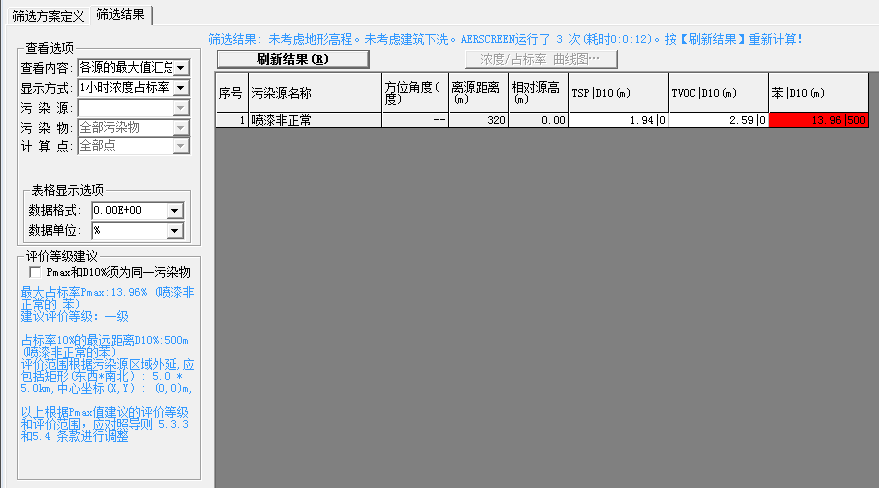 筛选方案定义 筛选结果
筛选结果: 未考虑地形高程。未考虑建筑下洗。AERSCREEN运行了 3 次(耗时0:0:12)。按【刷新结果】重新计算!
刷新结果(R) 浓度/占标率 曲线图…
查看选项
查看内容: 各源的最大值汇总
显示方式: 1小时浓度占标率
污 染 源:
污 染 物: 全部污染物
计 算 点: 全部点
表格显示选项
数据格式: 0.00E+00
数据单位: %
评价等级建议
Pmax和D10%须为同一污染物
最大占标率Pmax:13.96% (喷漆非
正常的 苯)
建议评价等级: 一级
占标率10%的最远距离D10%:500m
(喷漆非正常的苯)
评价范围根据污染源区域外延,应
包括矩形(东西*南北): 5.0 *
5.0km,中心坐标(X,Y): (0,0)m,
以上根据Pmax值建议的评价等级
和评价范围，应对照导则 5.3.3
和5.4 条款进行调整
序号 污染源名称 方位角度(度) 离源距离(m) 相对源高(m) TSP|D10(m) TVOC|D10(m) 苯|D10(m)
1 喷漆非正常 -- 320 0.00 1.94|0 2.59|0 13.96|500